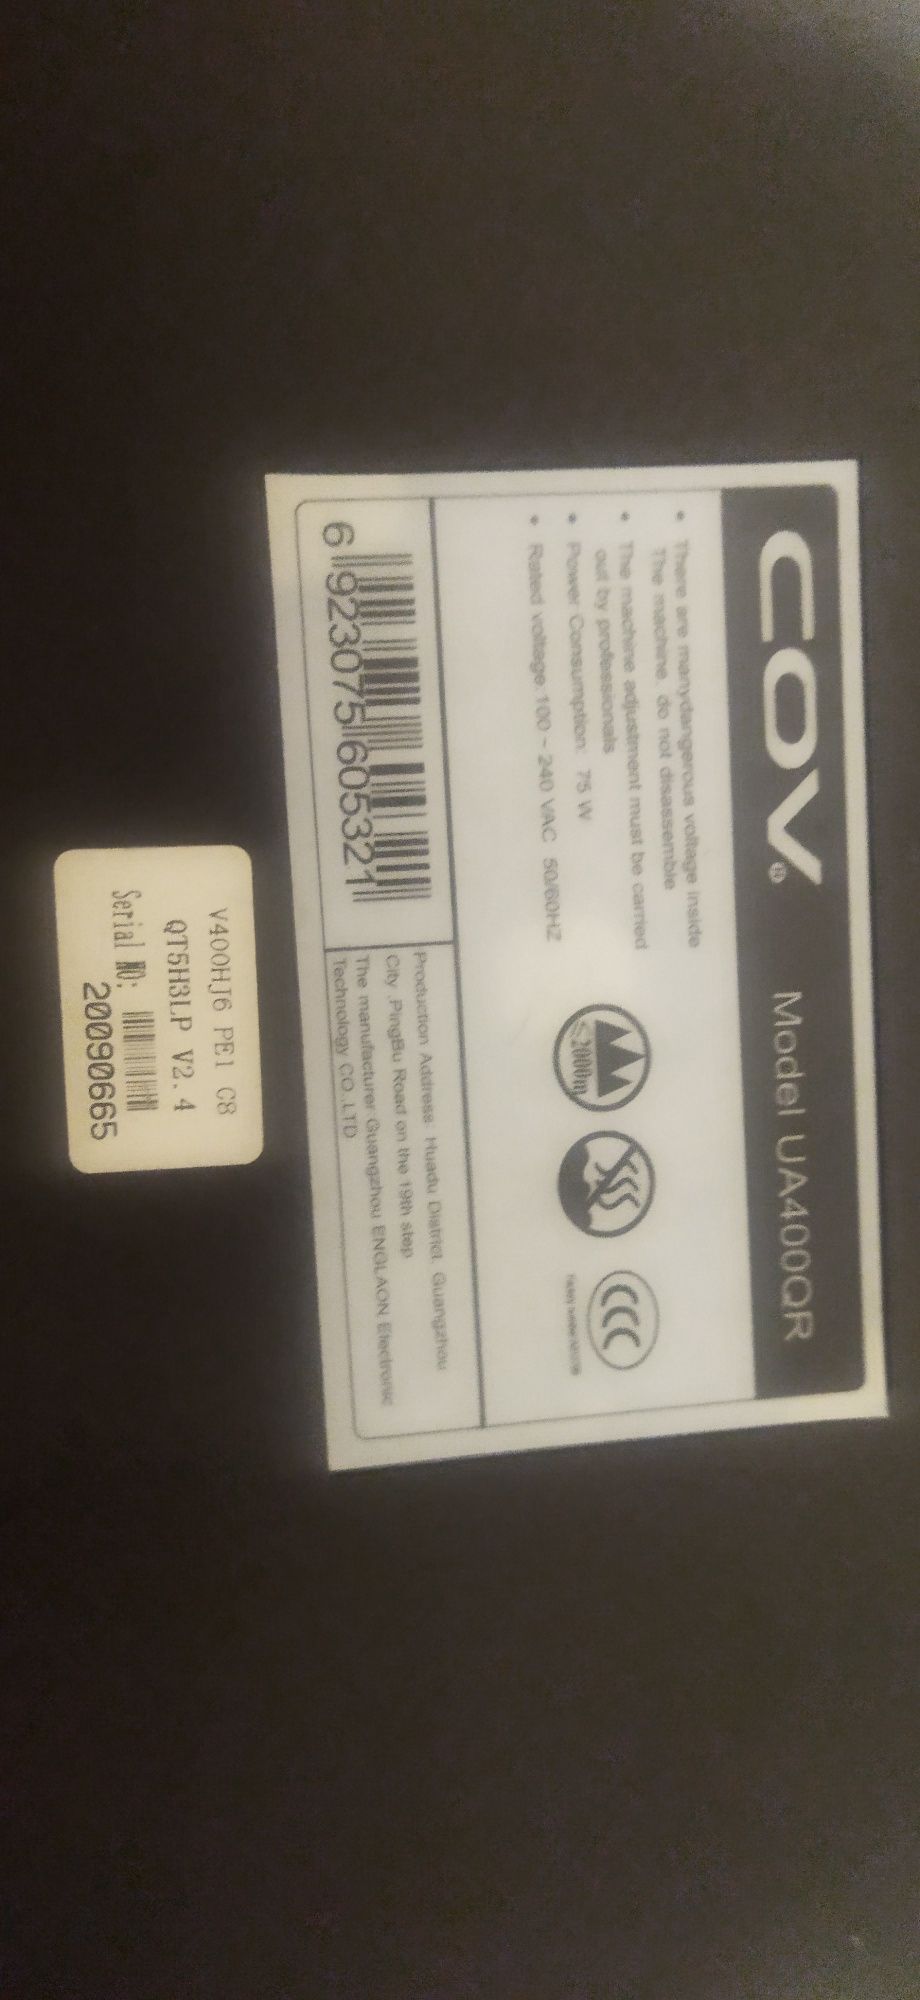 COV® Model UA400QR
• There are manydangerous voltage inside
The machine, do not disassemble
• The machine adjustment must be carried
out by professionals
• Power Consumption: 75 W
• Rated voltage:100~240 VAC 50/60HZ
≤2000m
CCC
6 923075 605321
Production Address: Huadu District, Guangzhou
City ,PingBu Road on the 19th step
The manufacturer Guangzhou ENGLAON Electronic
Technology CO.,LTD
V400HJ6 PE1 C8
QT5H3LP V2.4
Serial NO:
20090665